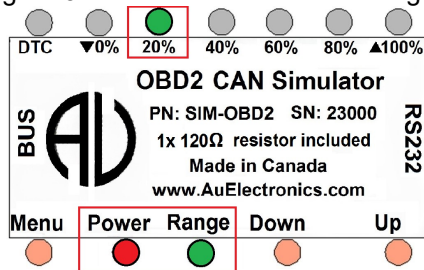 DTC ▼0% 20% 40% 60% 80% ▲100%
OBD2 CAN Simulator
BUS
AU
PN: SIM-OBD2 SN: 23000
1x 120Ω resistor included
Made in Canada
www.AuElectronics.com
RS232
Menu Power Range Down Up